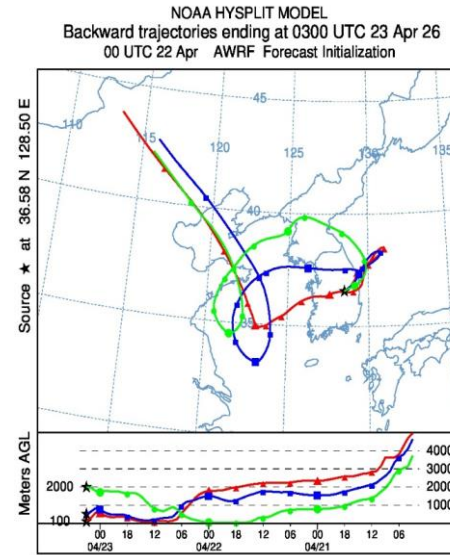 NOAA HYSPLIT MODEL
Backward trajectories ending at 0300 UTC 23 Apr 26
00 UTC 22 Apr AWRF Forecast Initialization
Source ★ at 36.58 N 128.50 E
110
115
120
125
130
135
45
40
35
Meters AGL
2000
100
4000
3000
2000
1000
00 18 12 06 00 18 12 06 00 18 12 06
04/23 04/22 04/21